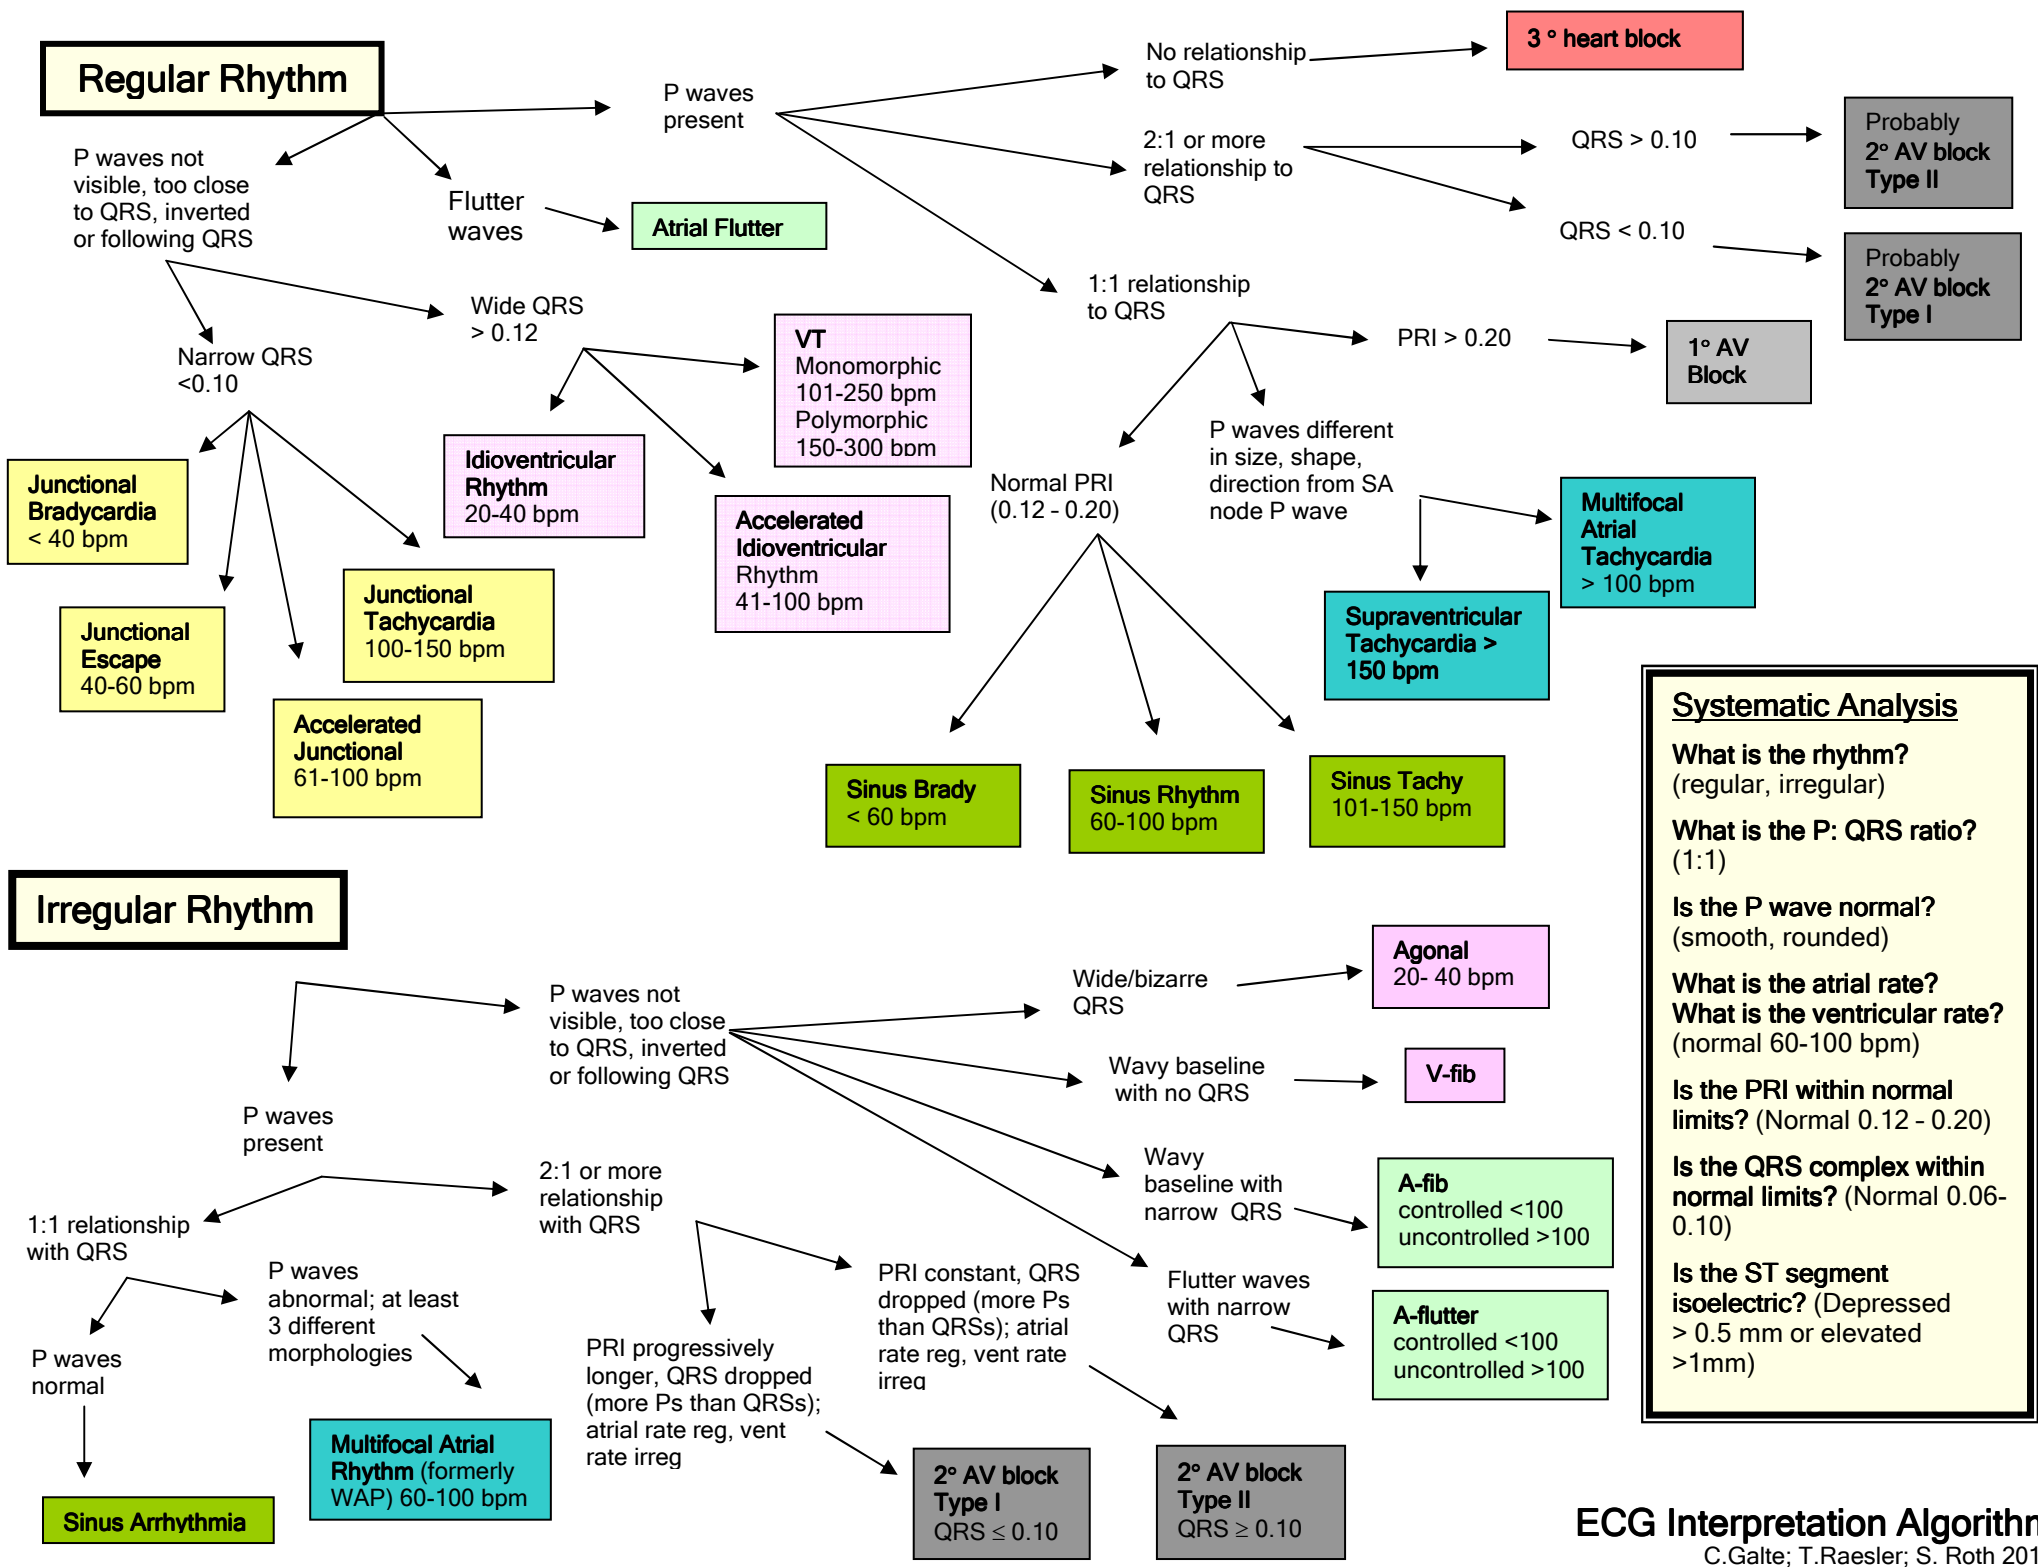 Regular Rhythm
P waves not
visible, too close
to QRS, inverted
or following QRS
Flutter
waves
Atrial Flutter
P waves
present
No relationship
to QRS
3 ° heart block
2:1 or more
relationship to
QRS
QRS > 0.10
Probably
2° AV block
Type II
QRS < 0.10
Probably
2° AV block
Type I
1:1 relationship
to QRS
PRI > 0.20
1° AV
Block
Wide QRS
> 0.12
Narrow QRS
<0.10
VT
Monomorphic
101-250 bpm
Polymorphic
150-300 bpm
Idioventricular
Rhythm
20-40 bpm
Accelerated
Idioventricular
Rhythm
41-100 bpm
Junctional
Bradycardia
< 40 bpm
Junctional
Escape
40-60 bpm
Junctional
Tachycardia
100-150 bpm
Accelerated
Junctional
61-100 bpm
Normal PRI
(0.12 - 0.20)
P waves different
in size, shape,
direction from SA
node P wave
Multifocal
Atrial
Tachycardia
> 100 bpm
Supraventricular
Tachycardia >
150 bpm
Sinus Brady
< 60 bpm
Sinus Rhythm
60-100 bpm
Sinus Tachy
101-150 bpm
Systematic Analysis
What is the rhythm?
(regular, irregular)
What is the P: QRS ratio?
(1:1)
Is the P wave normal?
(smooth, rounded)
What is the atrial rate?
What is the ventricular rate?
(normal 60-100 bpm)
Is the PRI within normal
limits? (Normal 0.12 - 0.20)
Is the QRS complex within
normal limits? (Normal 0.06-
0.10)
Is the ST segment
isoelectric? (Depressed
> 0.5 mm or elevated
>1mm)
Irregular Rhythm
P waves not
visible, too close
to QRS, inverted
or following QRS
Wide/bizarre
QRS
Agonal
20- 40 bpm
Wavy baseline
with no QRS
V-fib
Wavy
baseline with
narrow QRS
A-fib
controlled <100
uncontrolled >100
Flutter waves
with narrow
QRS
A-flutter
controlled <100
uncontrolled >100
P waves
present
1:1 relationship
with QRS
2:1 or more
relationship
with QRS
P waves
normal
P waves
abnormal; at least
3 different
morphologies
PRI progressively
longer, QRS dropped
(more Ps than QRSs);
atrial rate reg, vent
rate irreg
PRI constant, QRS
dropped (more Ps
than QRSs); atrial
rate reg, vent rate
irreg
Sinus Arrhythmia
Multifocal Atrial
Rhythm (formerly
WAP) 60-100 bpm
2° AV block
Type I
QRS ≤ 0.10
2° AV block
Type II
QRS ≥ 0.10
ECG Interpretation Algorithm
C.Galte; T.Raesler; S. Roth 201